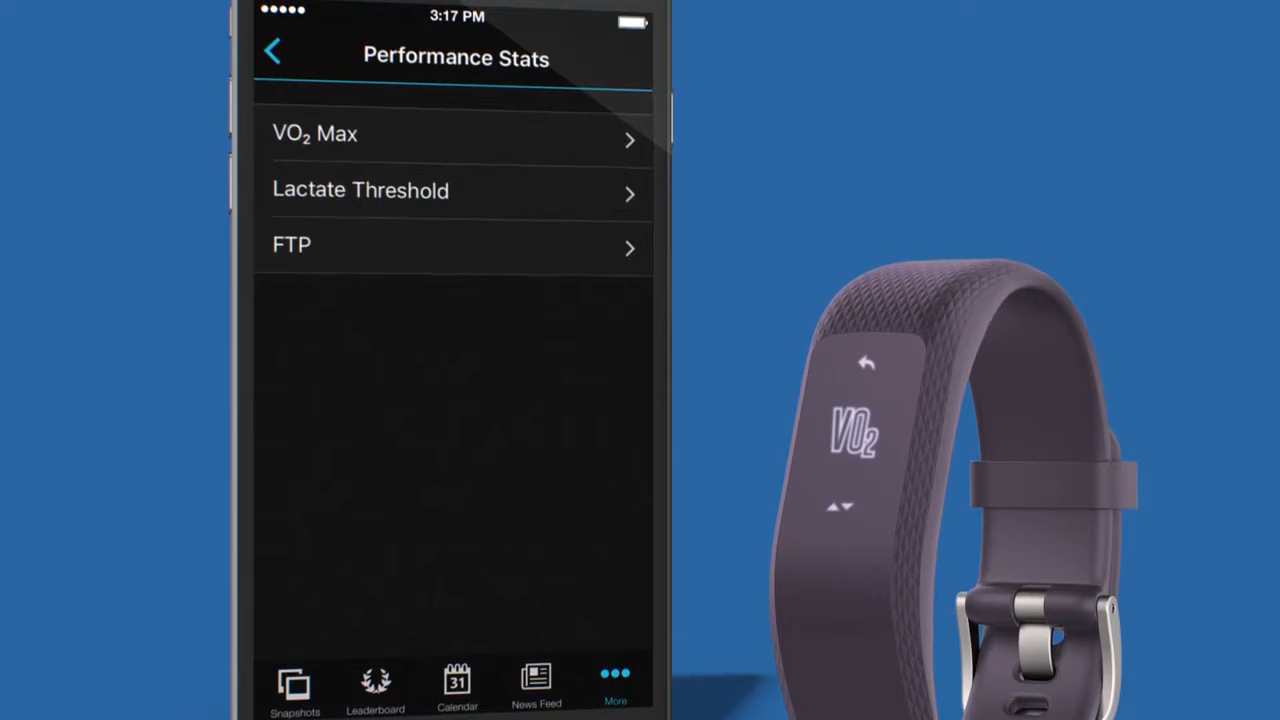 3:17 PM
Performance Stats
VO₂ Max
Lactate Threshold
FTP
VO₂
31
Snapshots
Leaderboard
Calendar
News Feed
More